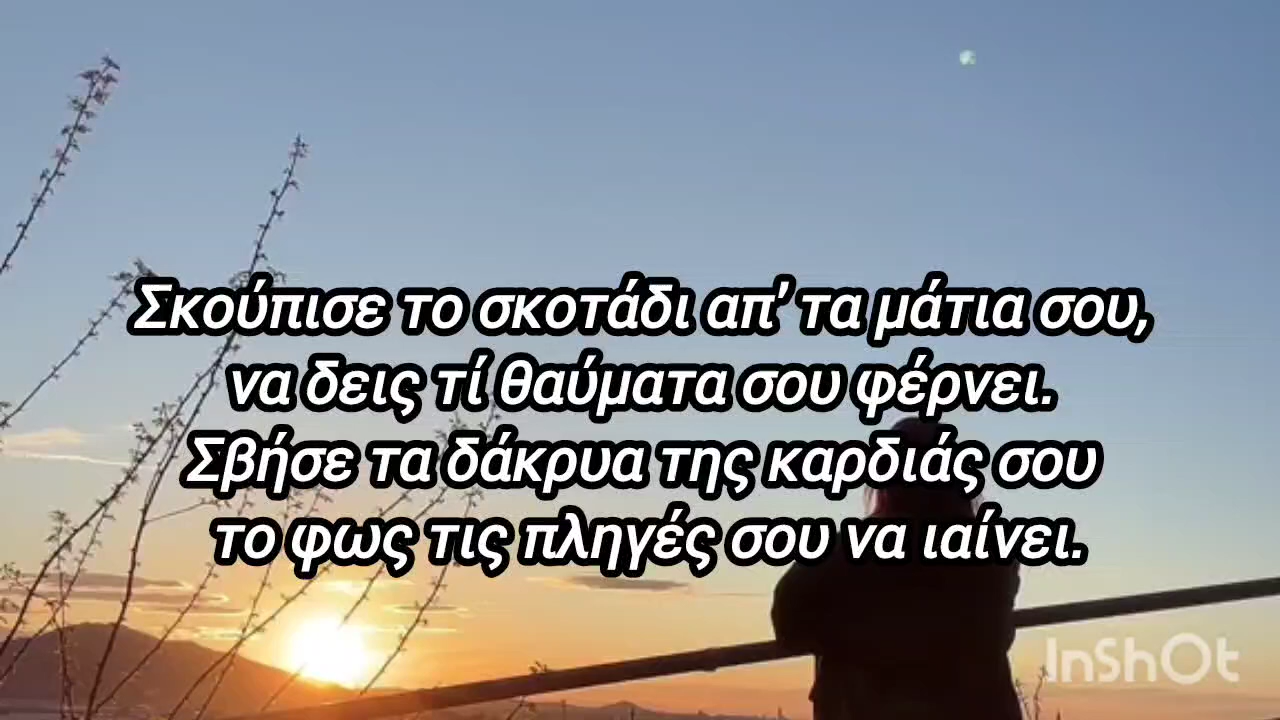 Σκούπισε το σκοτάδι απ' τα μάτια σου,
να δεις τί θαύματα σου φέρνει.
Σβήσε τα δάκρυα της καρδιάς σου
το φως τις πληγές σου να ιαίνει.
InShOt